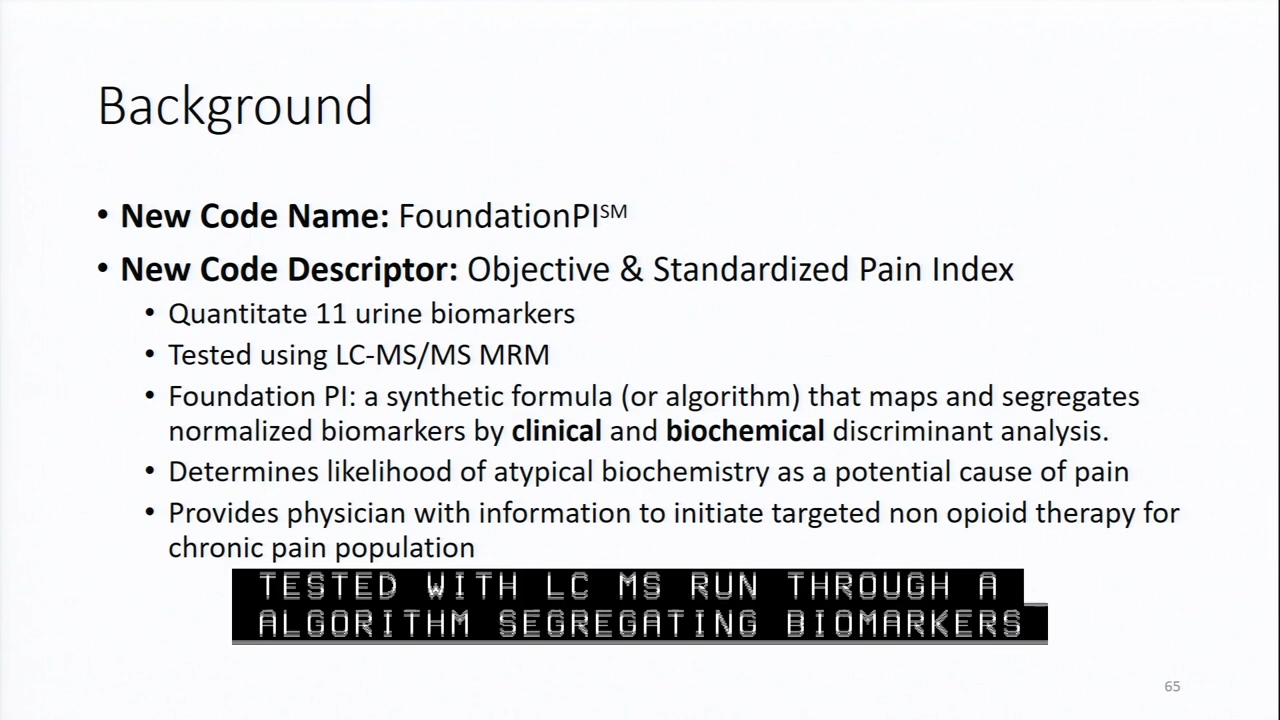 Background
• New Code Name: FoundationPI℠
• New Code Descriptor: Objective & Standardized Pain Index
• Quantitate 11 urine biomarkers
• Tested using LC-MS/MS MRM
• Foundation PI: a synthetic formula (or algorithm) that maps and segregates
normalized biomarkers by clinical and biochemical discriminant analysis.
• Determines likelihood of atypical biochemistry as a potential cause of pain
• Provides physician with information to initiate targeted non opioid therapy for
chronic pain population
TESTED WITH LC MS RUN THROUGH A
ALGORITHM SEGREGATING BIOMARKERS
65